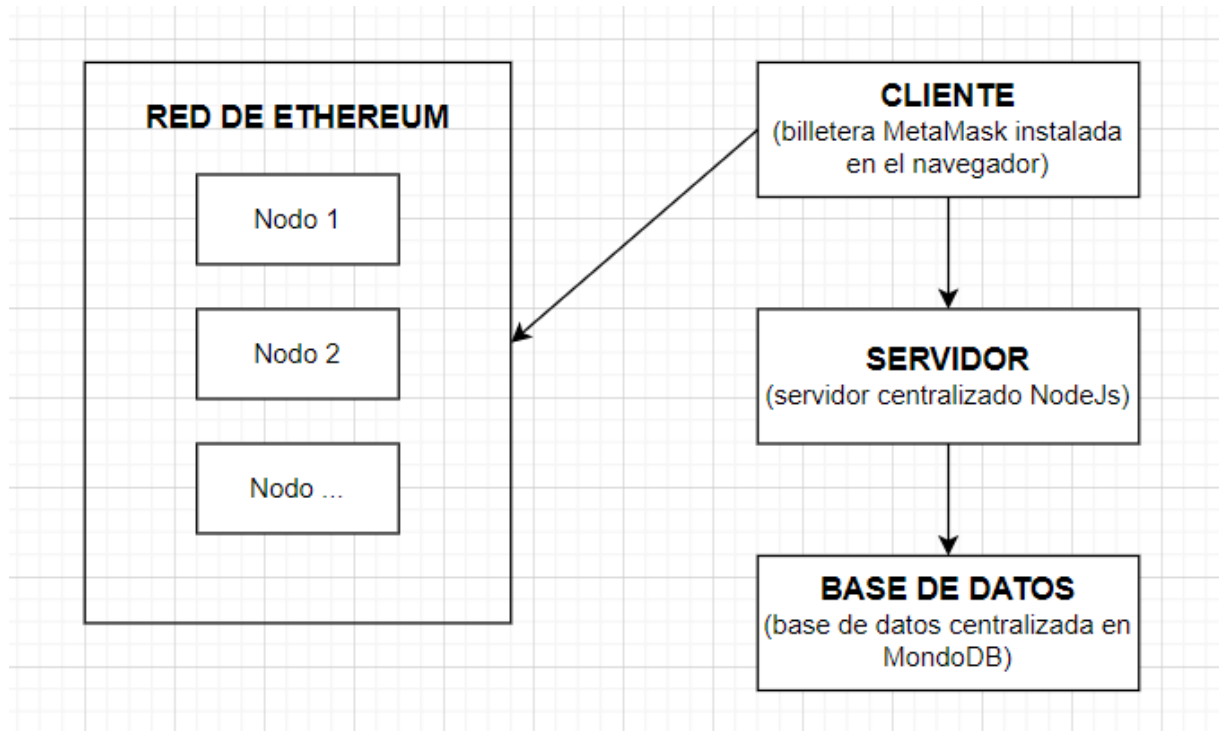 RED DE ETHEREUM
Nodo 1
Nodo 2
Nodo ...
CLIENTE
(billetera MetaMask instalada
en el navegador)
SERVIDOR
(servidor centralizado NodeJs)
BASE DE DATOS
(base de datos centralizada en
MondoDB)